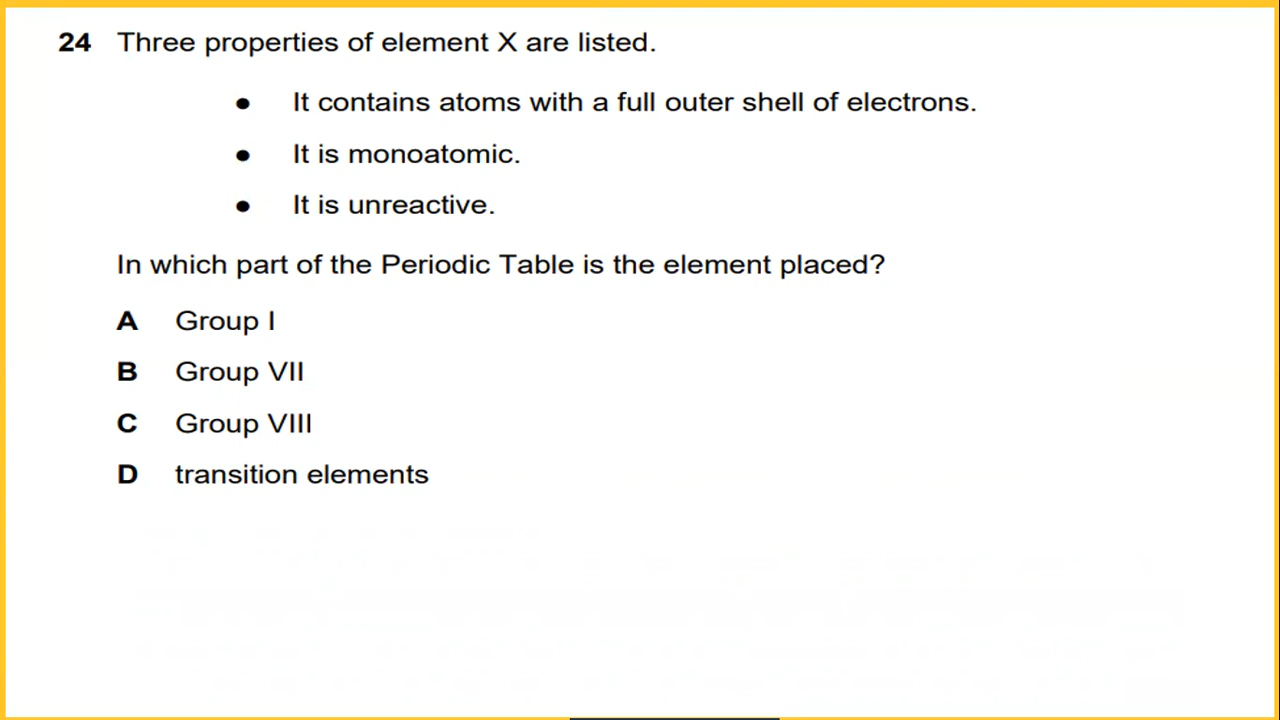 24 Three properties of element X are listed.
● It contains atoms with a full outer shell of electrons.
● It is monoatomic.
● It is unreactive.
In which part of the Periodic Table is the element placed?
A Group I
B Group VII
C Group VIII
D transition elements